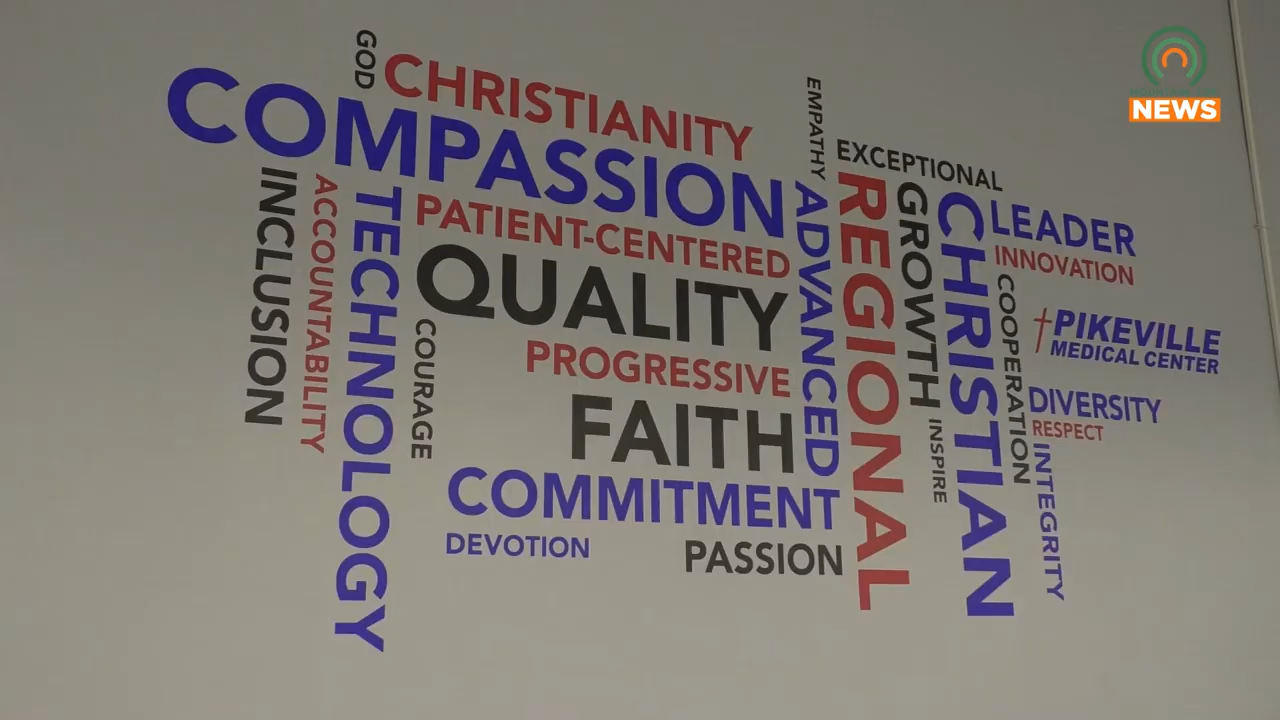 GOD
CHRISTIANITY
COMPASSION
EMPATHY
EXCEPTIONAL
INCLUSION
ACCOUNTABILITY
TECHNOLOGY
PATIENT-CENTERED
QUALITY
COURAGE
PROGRESSIVE
FAITH
COMMITMENT
DEVOTION
PASSION
ADVANCED
REGIONAL
GROWTH
INSPIRE
CHRISTIAN
LEADER
INNOVATION
COOPERATION
PIKEVILLE
MEDICAL CENTER
DIVERSITY
RESPECT
INTEGRITY
NEWS